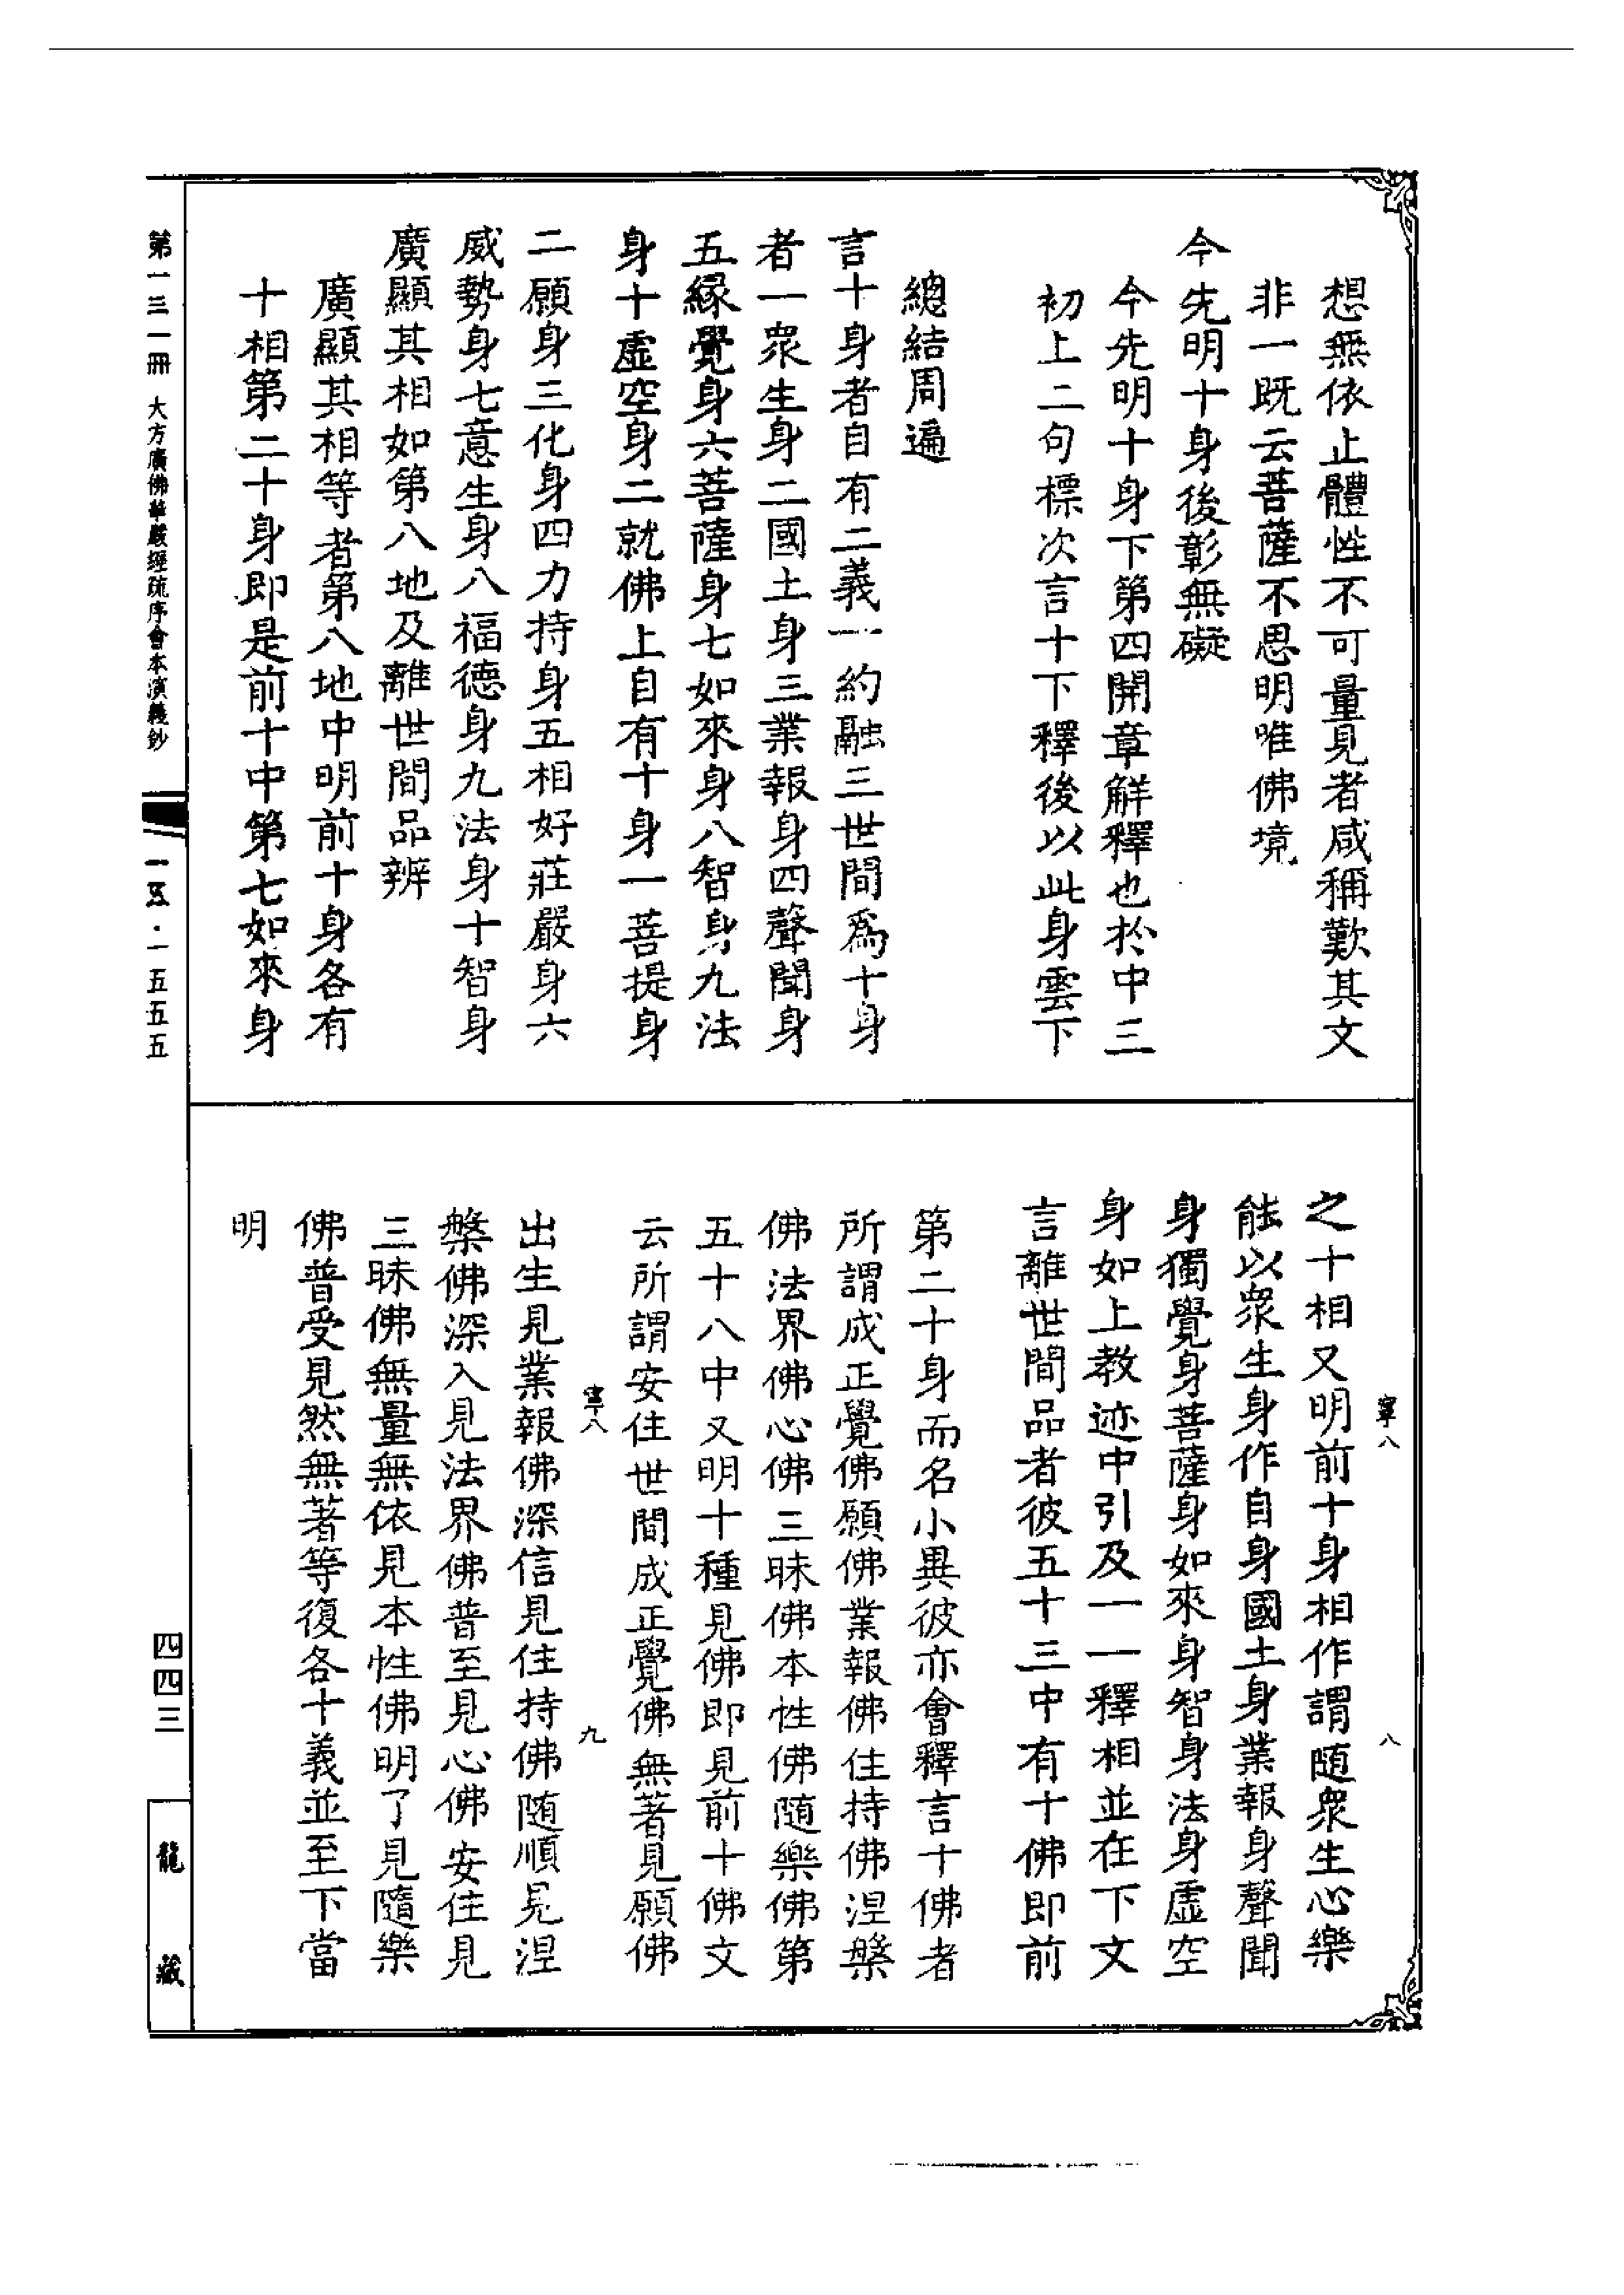 想無依止體性不可量見者咸稱歎其文
非一既云菩薩不思明唯佛境
今先明十身後彰無礙
今先明十身下第四開章解釋也於中三
初上二句標次言十下釋後以此身雲下
總結周遍
言十身者自有二義一約融三世間爲十身
者一衆生身二國土身三業報身四聲聞身
五緣覺身六菩薩身七如來身八智身九法
身十虛空身二就佛上自有十身一菩提身
二願身三化身四力持身五相好莊嚴身六
威勢身七意生身八福德身九法身十智身
廣顯其相如第八地及離世間品辨
廣顯其相等者第八地中明前十身各有
十相第二十身即是前十中第七如來身
第一三一冊 大方廣佛華嚴經疏序會本演義鈔
一五·一五五五
寧八 八
之十相又明前十身相作謂随衆生心樂
能以衆生身作自身國土身業報身聲聞
身獨覺身菩薩身如來身智身法身虛空
身如上教迹中引及一一釋相並在下文
言離世間品者彼五十三中有十佛即前
第二十身而名小異彼亦會釋言十佛者
所謂成正覺佛願佛業報佛住持佛涅槃
佛法界佛心佛三昧佛本性佛随樂佛第
五十八中又明十種見佛即見前十佛文
云所謂安住世間成正覺佛無著見願佛
寧八 九
出生見業報佛深信見住持佛随順見涅
槃佛深入見法界佛普至見心佛安住見
三昧佛無量無依見本性佛明了見隨樂
佛普受見然無著等復各十義並至下當
明
四四三
龍藏